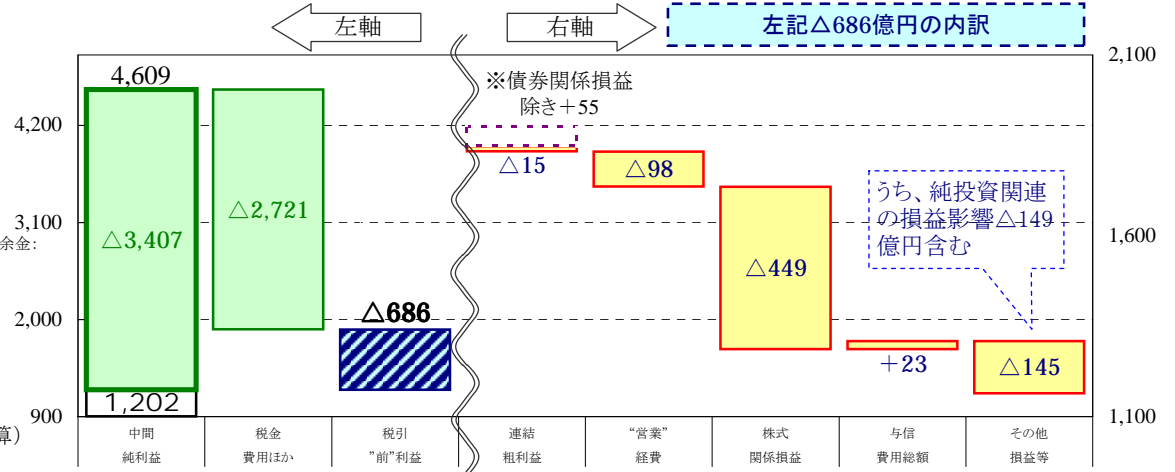 左軸
右軸
左記△686億円の内訳
4,609
4,200
3,100
2,000
900
余金:
算)
△3,407
1,202
△2,721
△686
※債券関係損益
除き+55
△15
△98
△449
+23
△145
うち、純投資関連
の損益影響△149
億円含む
2,100
1,600
1,100
中間
純利益
税金
費用ほか
税引
”前”利益
連結
粗利益
“営業”
経費
株式
関係損益
与信
費用総額
その他
損益等